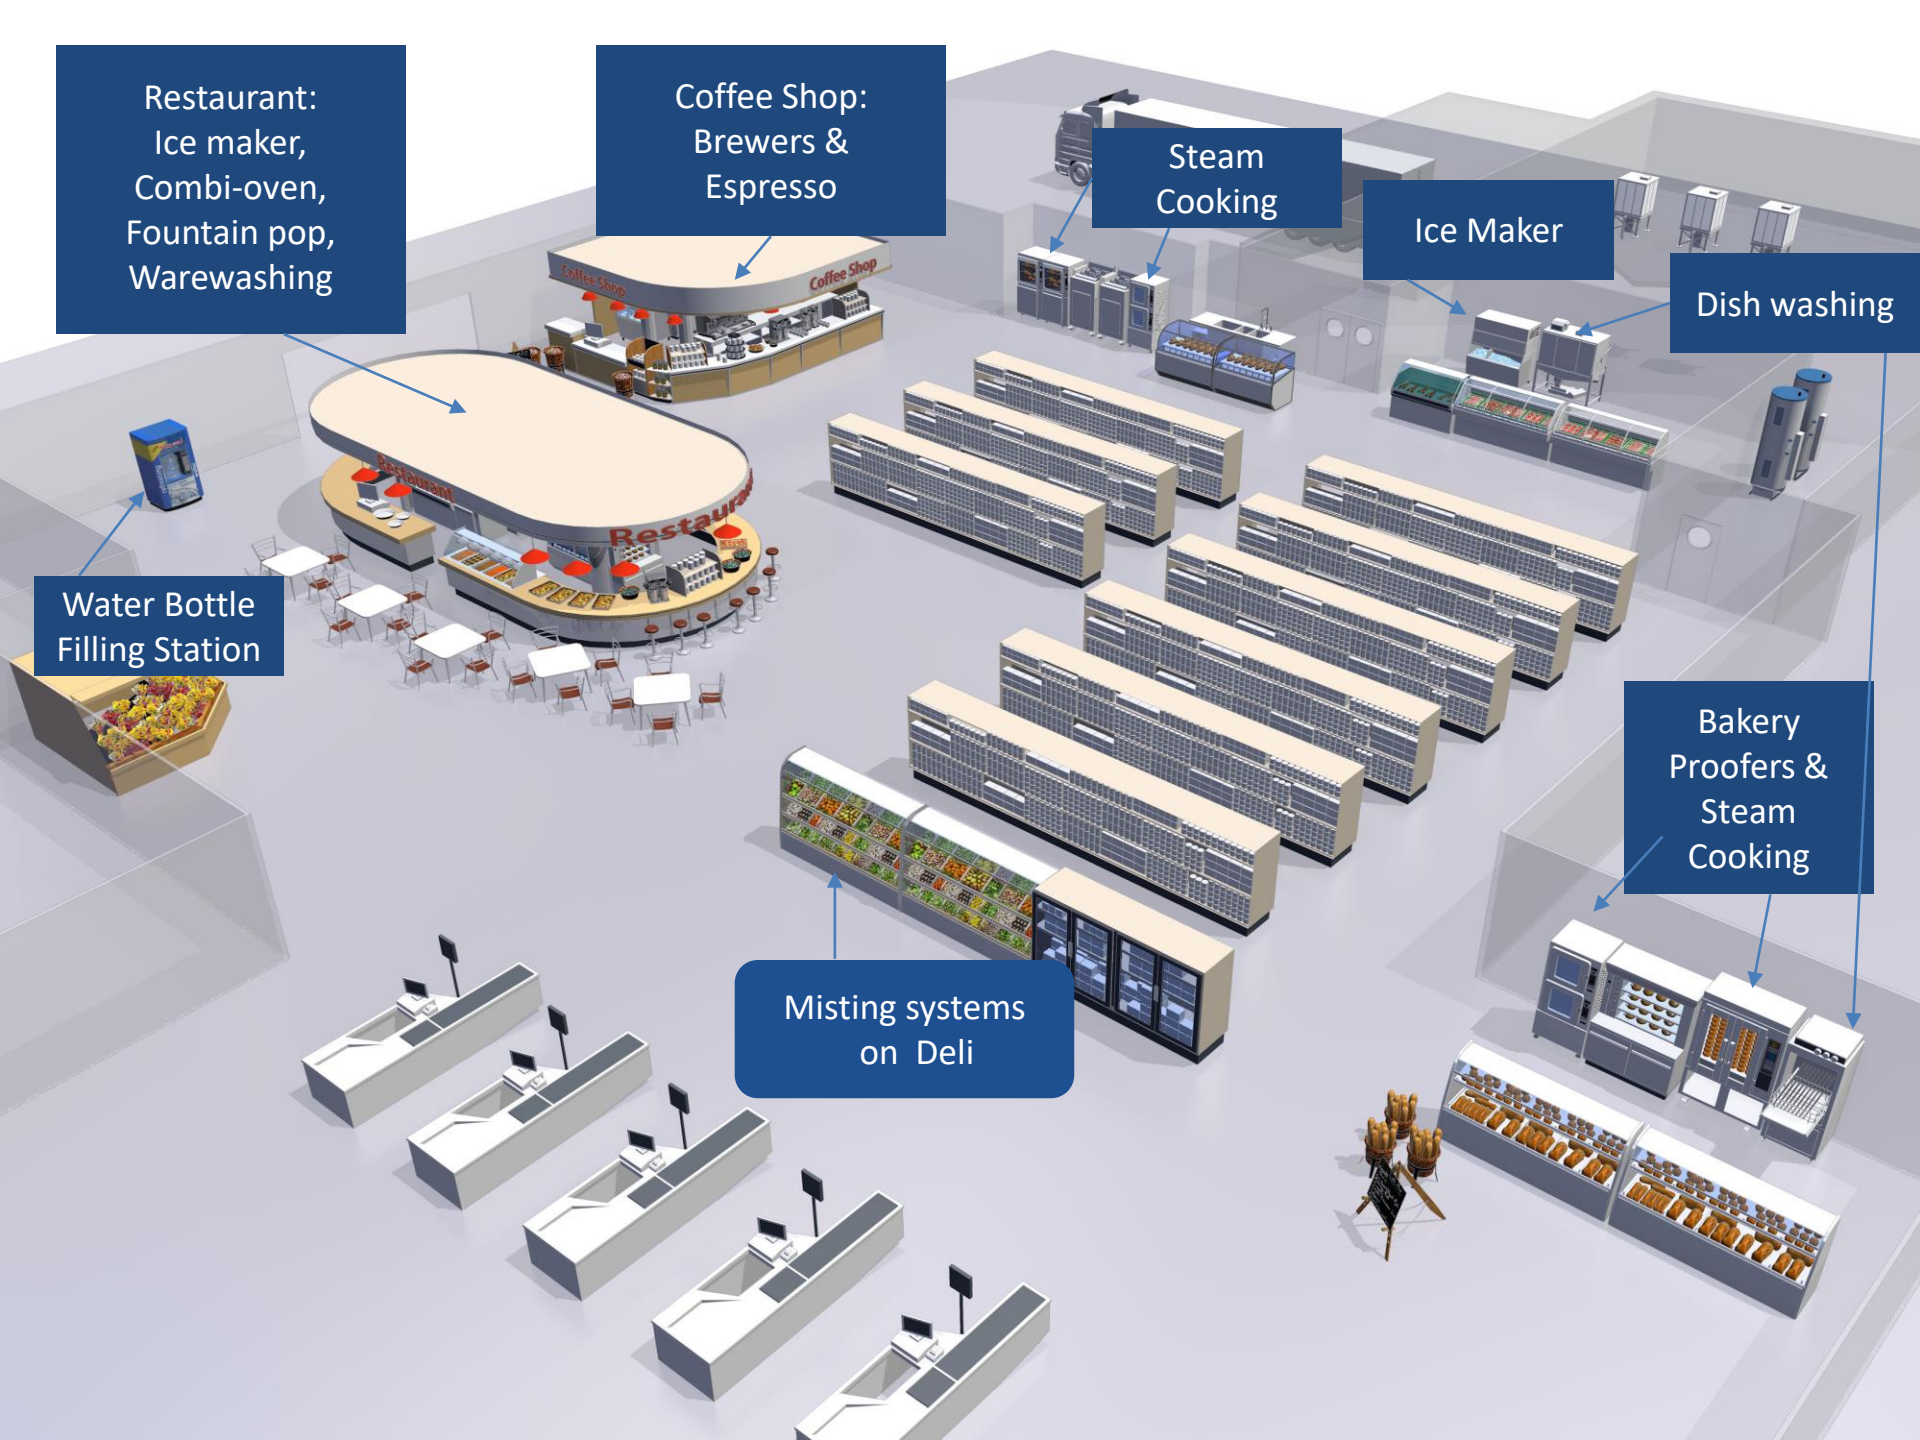 Restaurant:
Ice maker,
Combi-oven,
Fountain pop,
Warewashing
Coffee Shop:
Brewers &
Espresso
Steam
Cooking
Ice Maker
Dish washing
Coffee Shop
Coffee Shop
Restaurant
Restaurant
Water Bottle
Filling Station
Bakery
Proofers &
Steam
Cooking
Misting systems
on Deli